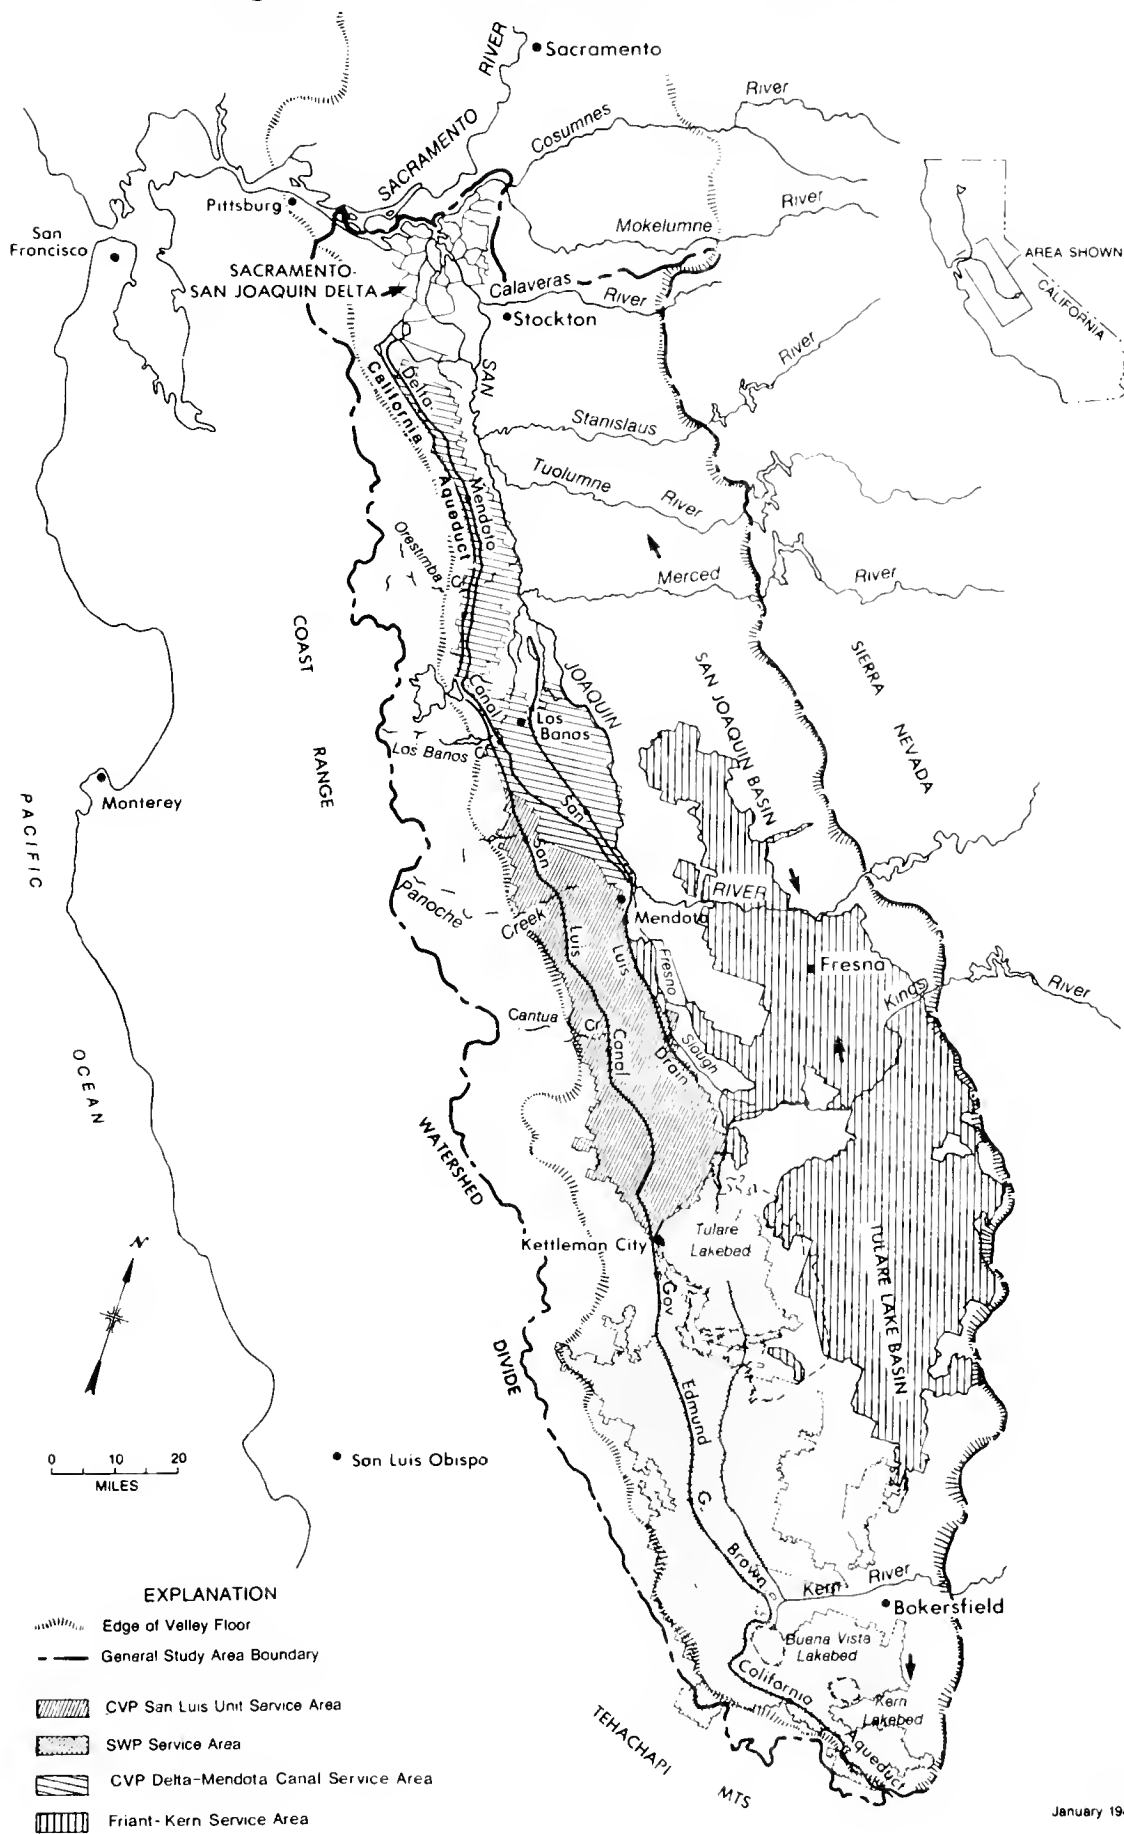 RIVER
Sacramento
River
Cosumnes
SACRAMENTO
Pittsburg
River
San
Francisco
Mokelumne
AREA SHOWN
SACRAMENTO-
SAN JOAQUIN DELTA
Calaveras
River
CALIFORNIA
Stockton
SAN
River
Delta
California
Stanislaus
Tuolumne
River
Aqueduct
Mendota
Orestimba
Cr
Merced
River
COAST
SIERRA
SAN JOAQUIN BASIN
JOAQUIN
Canal
Los
Banos
NEVADA
Los Banos
Cr
RANGE
Monterey
PACIFIC
San
San
RIVER
Panoche
Creek
Mendota
Luis
Luis
Fresno
Fresno
Kings
River
Cantua
Cr
Canal
Slough
Drain
OCEAN
WATERSHED
Kettleman City
Tulare
Lakebed
TULARE LAKE BASIN
N
Gov
DIVIDE
Edmund
San Luis Obispo
0 10 20
MILES
G.
Brown
Kern
River
Bakersfield
EXPLANATION
Edge of Valley Floor
General Study Area Boundary
Buena Vista
Lakebed
California
Kern
Lakebed
CVP San Luis Unit Service Area
TEHACHAPI
Aqueduct
SWP Service Area
CVP Delta-Mendota Canal Service Area
MTS
Friant-Kern Service Area
January